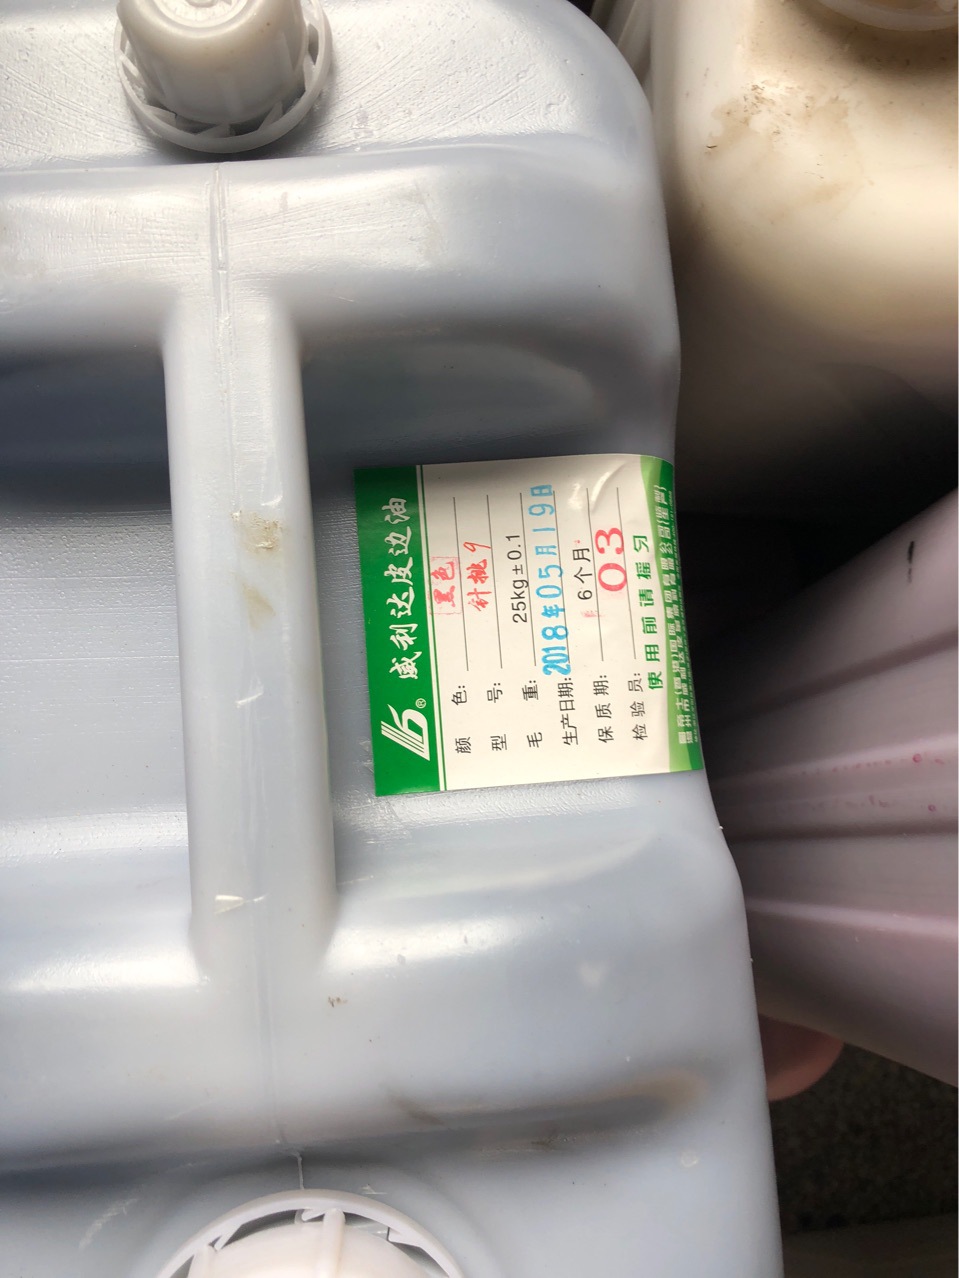 威利达皮边油
颜 色: 黑色
型 号: 针桃9
毛 重: 25kg±0.1
生产日期: 2018年05月19日
保 质 期: 6个月
检 验 员: 03
使用前请摇匀